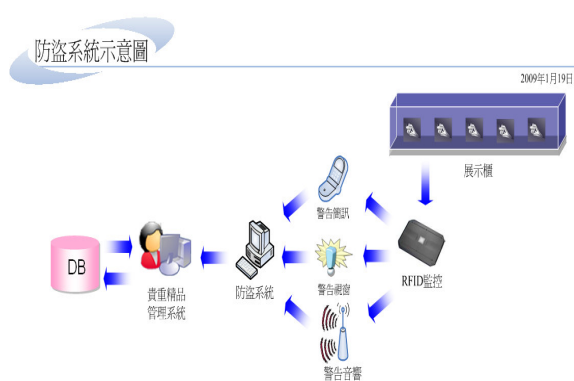 防盜系統示意圖
2009年1月19日
展示櫃
警告簡訊
RFID監控
DB
貴重精品
管理系統
防盜系統
警告視窗
警告音響